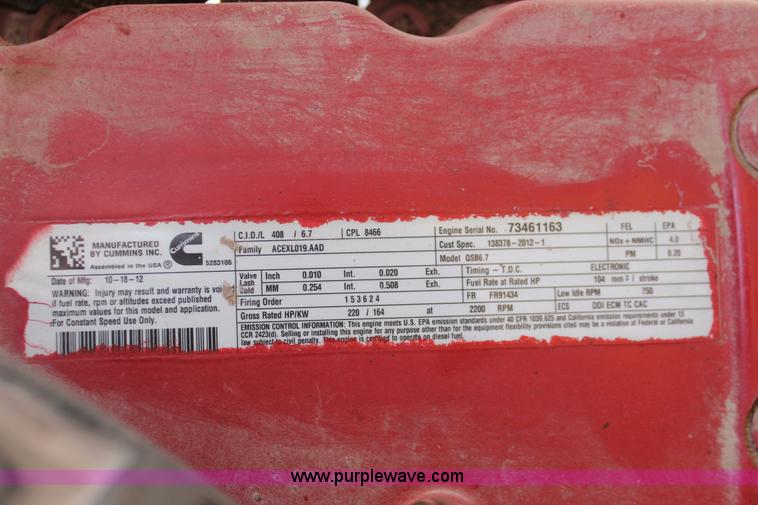 MANUFACTURED
BY CUMMINS INC.
Assembled in the USA
Cummins
5283106
Date of Mfg: 10-18-12
WARNING: Injury may result and warranty is voi
if fuel rate, rpm or altitudes exceed published
maximum values for this model and application.
For Constant Speed Use Only.
C.I.D./L 408 / 6.7 CPL 8466 Engine Serial No. 73461163 FEL EPA
Family ACEXL019.AAD Cust Spec. 138378-2012-1 NOx+NMHC 4.0
Model QSB6.7 PM 0.20
Valve Lash Cold Inch 0.010 Int. 0.020 Exh. Timing - T.D.C. ELECTRONIC
MM 0.254 Int. 0.508 Exh. Fuel Rate at Rated HP 104 mm³ / stroke
Firing Order 153624 FR FR91434 Low Idle RPM 750
Gross Rated HP/KW 220 / 164 at 2200 RPM ECS DDI ECM TC CAC
EMISSION CONTROL INFORMATION: This engine meets U.S. EPA emission standards under 40 CFR 1039.625 and California emission requirements under 13
CCR 2423(d). Selling or installing this engine for any purpose other than for the equipment flexibility provisions cited may be a violation of Federal or California
law subject to civil penalty. This engine is certified to operate on diesel fuel.
www.purplewave.com